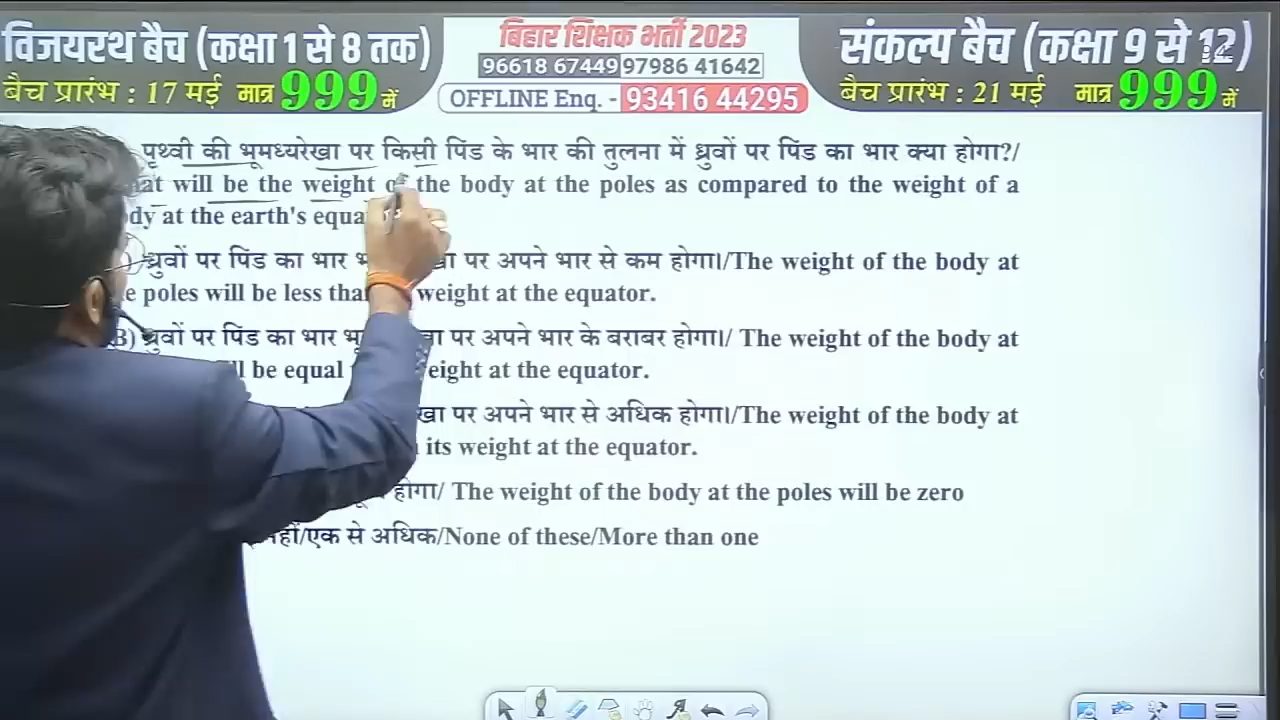 विजयरथ बैच (कक्षा 1 से 8 तक)
बैच प्रारंभ : 17 मई मात्र 999 में
बिहार शिक्षक भर्ती 2023
96618 67449 97986 41642
OFFLINE Enq. - 93416 44295
संकल्प बैच (कक्षा 9 से 12)
बैच प्रारंभ : 21 मई मात्र 999 में
पृथ्वी की भूमध्यरेखा पर किसी पिंड के भार की तुलना में ध्रुवों पर पिंड का भार क्या होगा?/
will be the weight of the body at the poles as compared to the weight of a
at the earth's
ध्रुवों पर पिंड का भार पर अपने भार से कम होगा।/The weight of the body at
poles will be less weight at the equator.
B) ध्रुवों पर पिंड का भार पर अपने भार के बराबर होगा।/ The weight of the body at
be equal at the equator.
पर अपने भार से अधिक होगा।/The weight of the body at
its weight at the equator.
होगा/ The weight of the body at the poles will be zero
/एक से अधिक/None of these/More than one